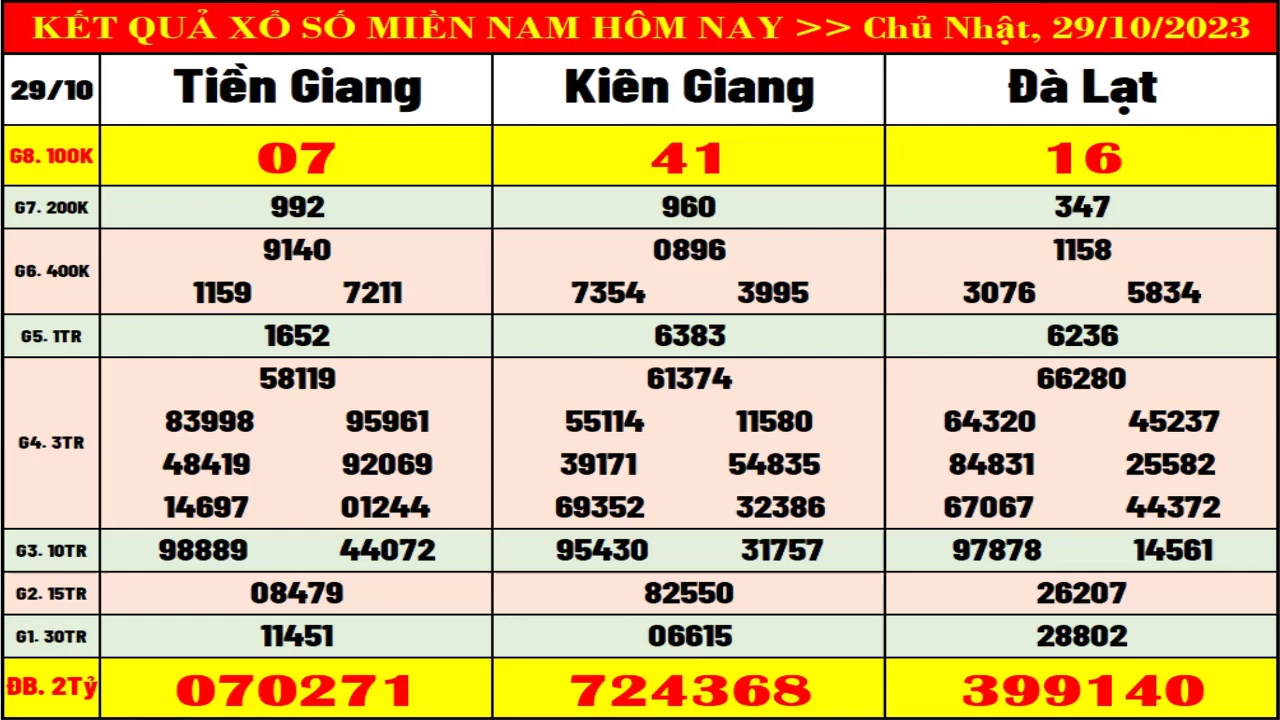 KẾT QUẢ XỔ SỐ MIỀN NAM HÔM NAY >> Chủ Nhật, 29/10/2023
29/10 Tiền Giang Kiên Giang Đà Lạt
G8. 100K 07 41 16
G7. 200K 992 960 347
9140 0896 1158
G6. 400K
1159 7211 7354 3995 3076 5834
G5. 1TR 1652 6383 6236
58119 61374 66280
83998 95961 55114 11580 64320 45237
G4. 3TR
48419 92069 39171 54835 84831 25582
14697 01244 69352 32386 67067 44372
G3. 10TR 98889 44072 95430 31757 97878 14561
G2. 15TR 08479 82550 26207
G1. 30TR 11451 06615 28802
ĐB. 2Tỷ 070271 724368 399140